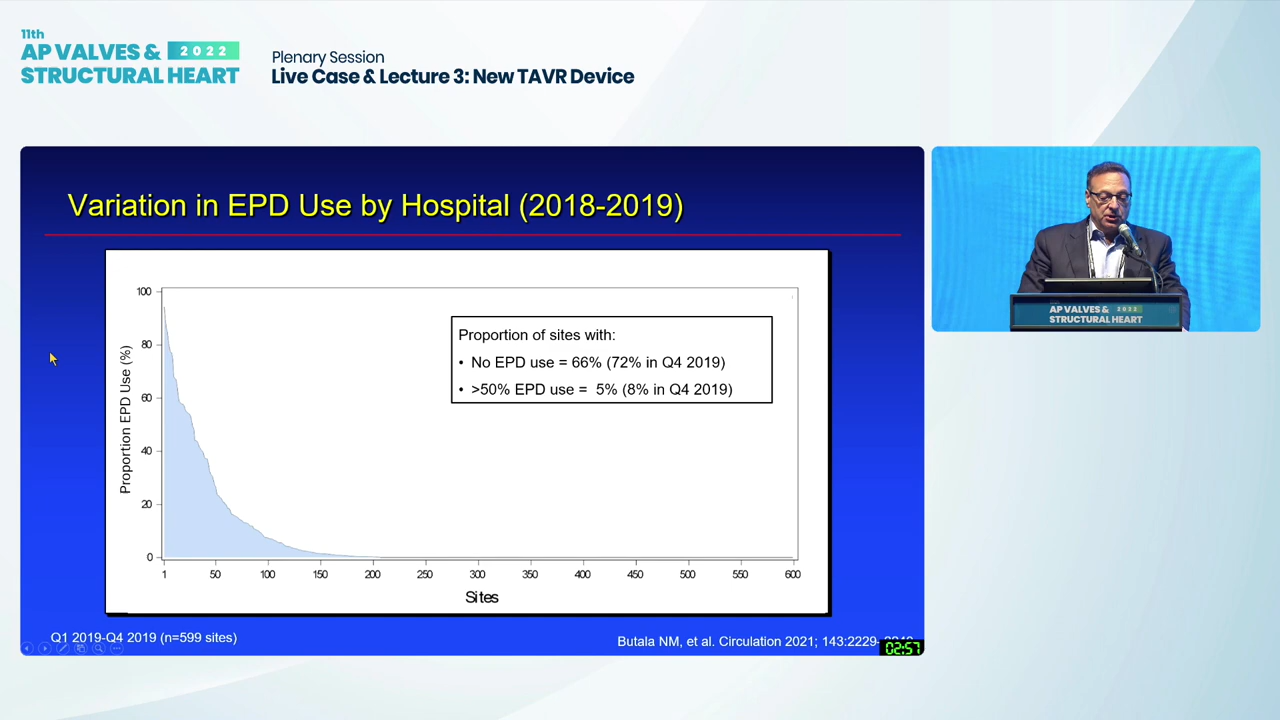 11th
AP VALVES & 2022
STRUCTURAL HEART
Plenary Session
Live Case & Lecture 3: New TAVR Device
Variation in EPD Use by Hospital (2018-2019)
Proportion EPD Use (%)
100
80
60
40
20
0
Proportion of sites with:
• No EPD use = 66% (72% in Q4 2019)
• >50% EPD use = 5% (8% in Q4 2019)
1 50 100 150 200 250 300 350 400 450 500 550 600
Sites
Q1 2019-Q4 2019 (n=599 sites)
Butala NM, et al. Circulation 2021; 143:2229-
02:57
AP VALVES & 2022
STRUCTURAL HEART